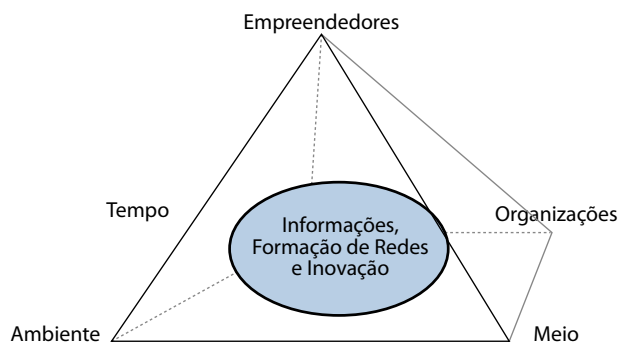 Empreendedores
Tempo
Organizações
Informações,
Formação de Redes
e Inovação
Ambiente
Meio